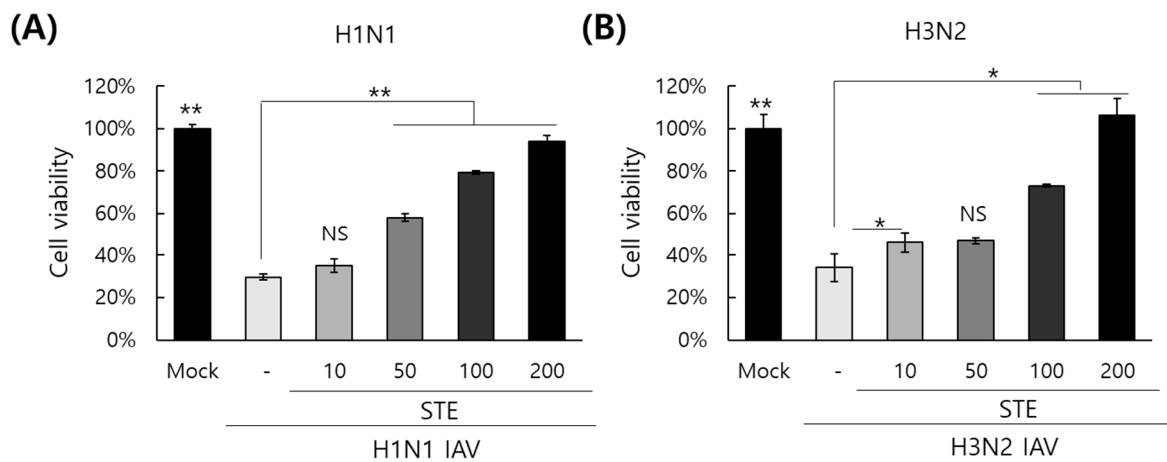 (A)
H1N1
Cell viability
120%
100%
80%
60%
40%
20%
0%
**
**
NS
Mock - 10 50 100 200
STE
H1N1 IAV
(B)
H3N2
Cell viability
120%
100%
80%
60%
40%
20%
0%
**
*
*
NS
Mock - 10 50 100 200
STE
H3N2 IAV